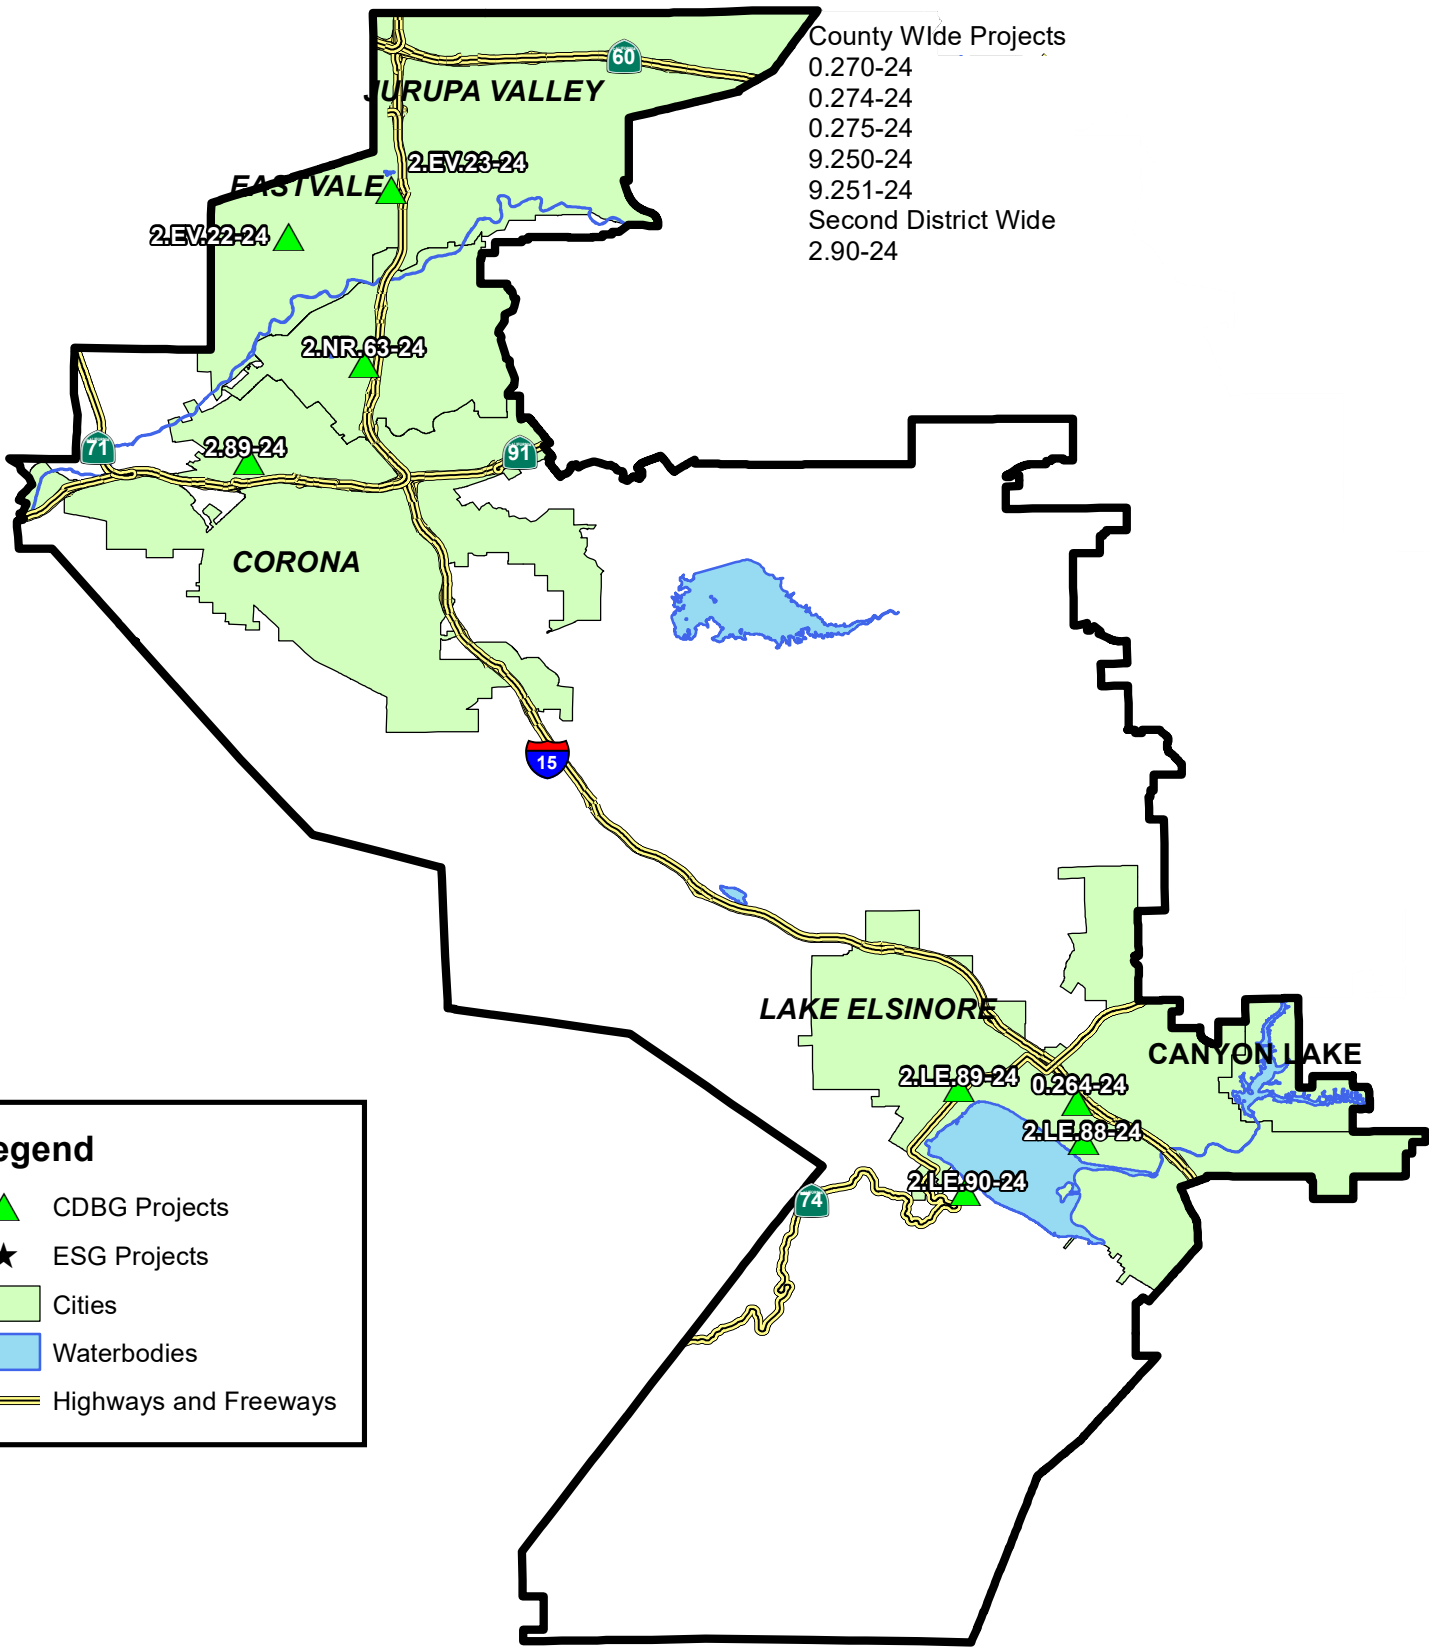 County WIde Projects
0.270-24
0.274-24
0.275-24
9.250-24
9.251-24
Second District Wide
2.90-24
60
JURUPA VALLEY
2.EV.23-24
EASTVALE
2.EV.22-24
2.NR.63-24
71
2.89-24
91
CORONA
15
LAKE ELSINORE
CANYON LAKE
2.LE.89-24
0.264-24
2.LE.88-24
2.LE.90-24
74
egend
CDBG Projects
ESG Projects
Cities
Waterbodies
Highways and Freeways